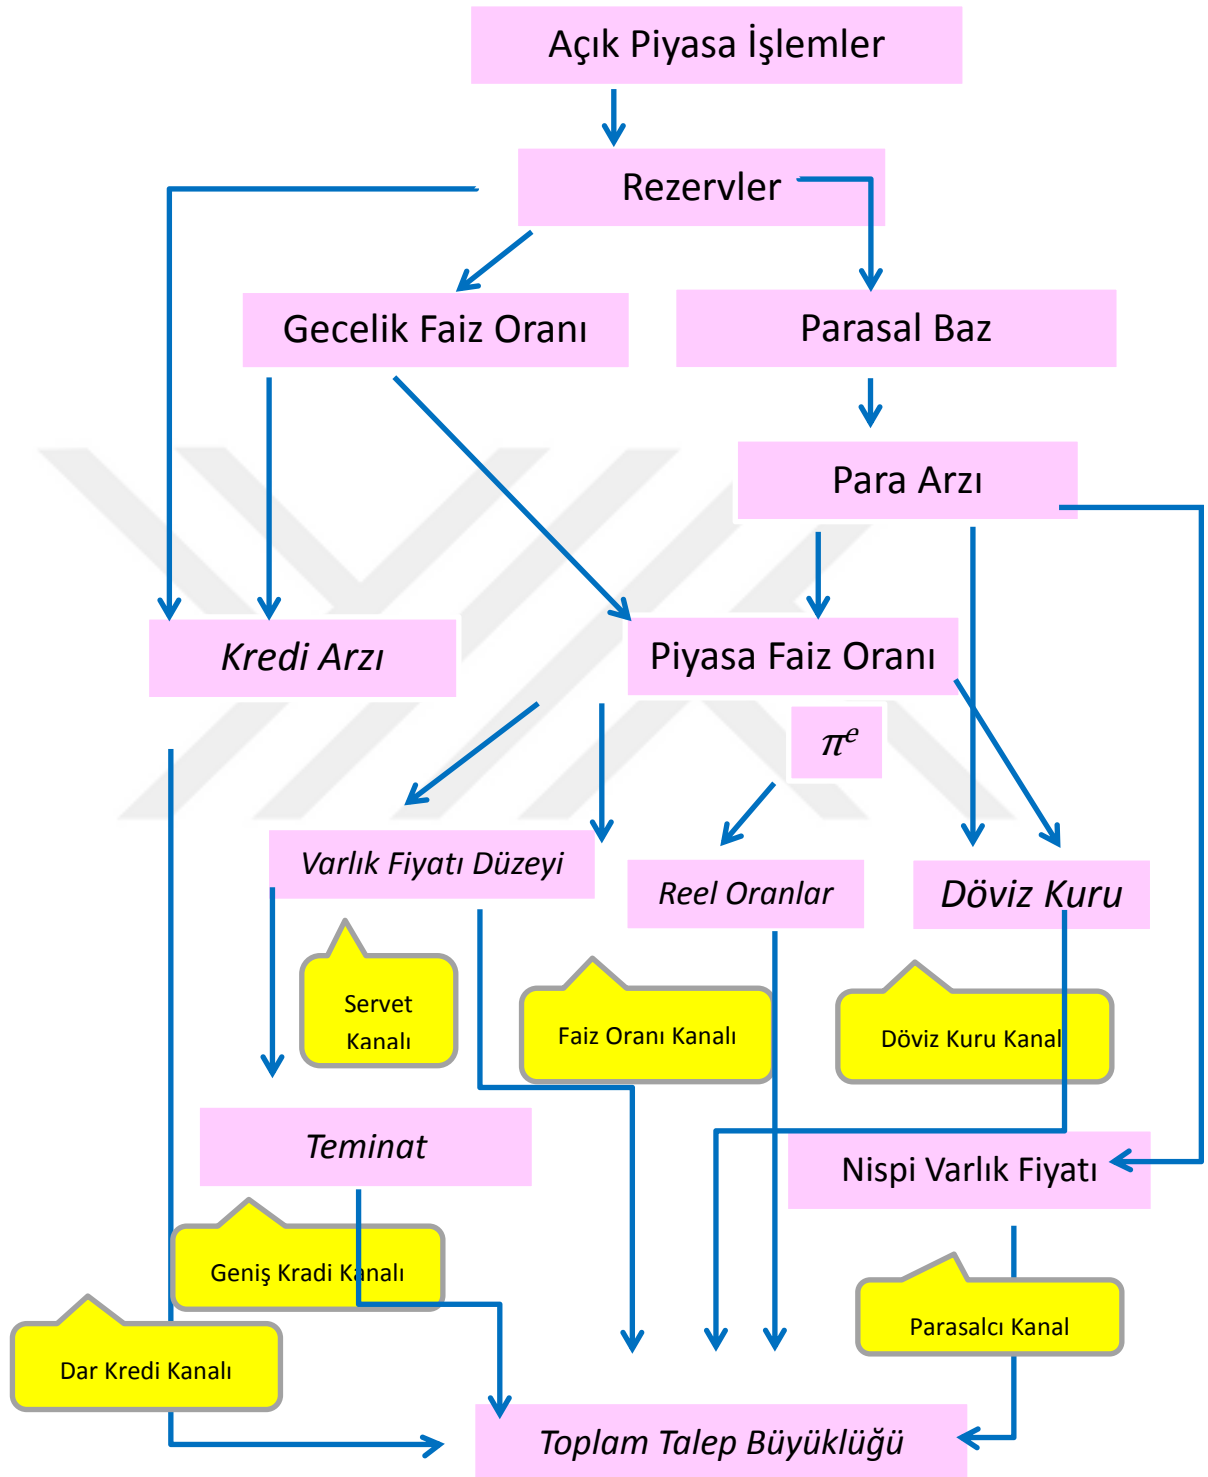 Açık Piyasa İşlemler
Rezervler
Gecelik Faiz Oranı
Parasal Baz
Para Arzı
Kredi Arzı
Piyasa Faiz Oranı
πᵉ
Varlık Fiyatı Düzeyi
Reel Oranlar
Döviz Kuru
Servet
Kanalı
Faiz Oranı Kanalı
Döviz Kuru Kanal
Teminat
Nispi Varlık Fiyatı
Geniş Kradi Kanalı
Parasalcı Kanal
Dar Kredi Kanalı
Toplam Talep Büyüklüğü